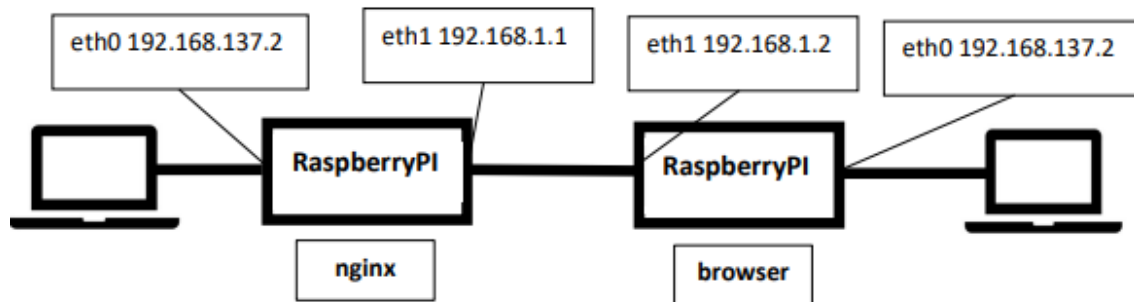 eth0 192.168.137.2
eth1 192.168.1.1
eth1 192.168.1.2
eth0 192.168.137.2
RaspberryPI
RaspberryPI
nginx
browser